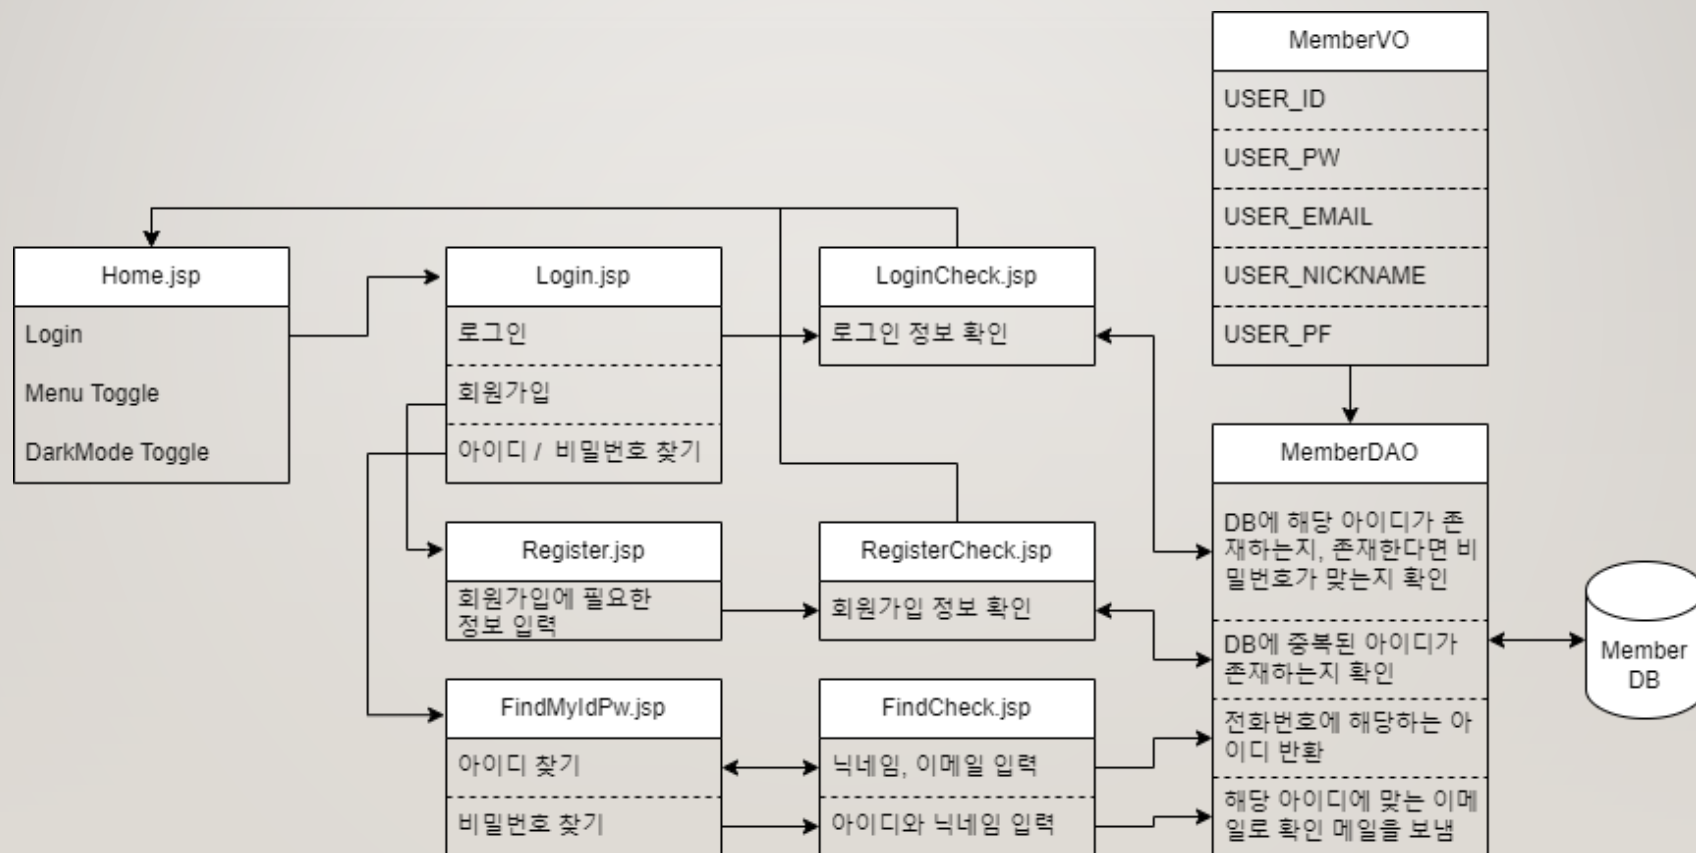 MemberVO
USER_ID
USER_PW
USER_EMAIL
USER_NICKNAME
USER_PF
Home.jsp
Login
Menu Toggle
DarkMode Toggle
Login.jsp
로그인
회원가입
아이디 / 비밀번호 찾기
LoginCheck.jsp
로그인 정보 확인
Register.jsp
회원가입에 필요한
정보 입력
RegisterCheck.jsp
회원가입 정보 확인
FindMyIdPw.jsp
아이디 찾기
비밀번호 찾기
FindCheck.jsp
닉네임, 이메일 입력
아이디와 닉네임 입력
MemberDAO
DB에 해당 아이디가 존
재하는지, 존재한다면 비
밀번호가 맞는지 확인
DB에 중복된 아이디가
존재하는지 확인
전화번호에 해당하는 아
이디 반환
해당 아이디에 맞는 이메
일로 확인 메일을 보냄
Member
DB